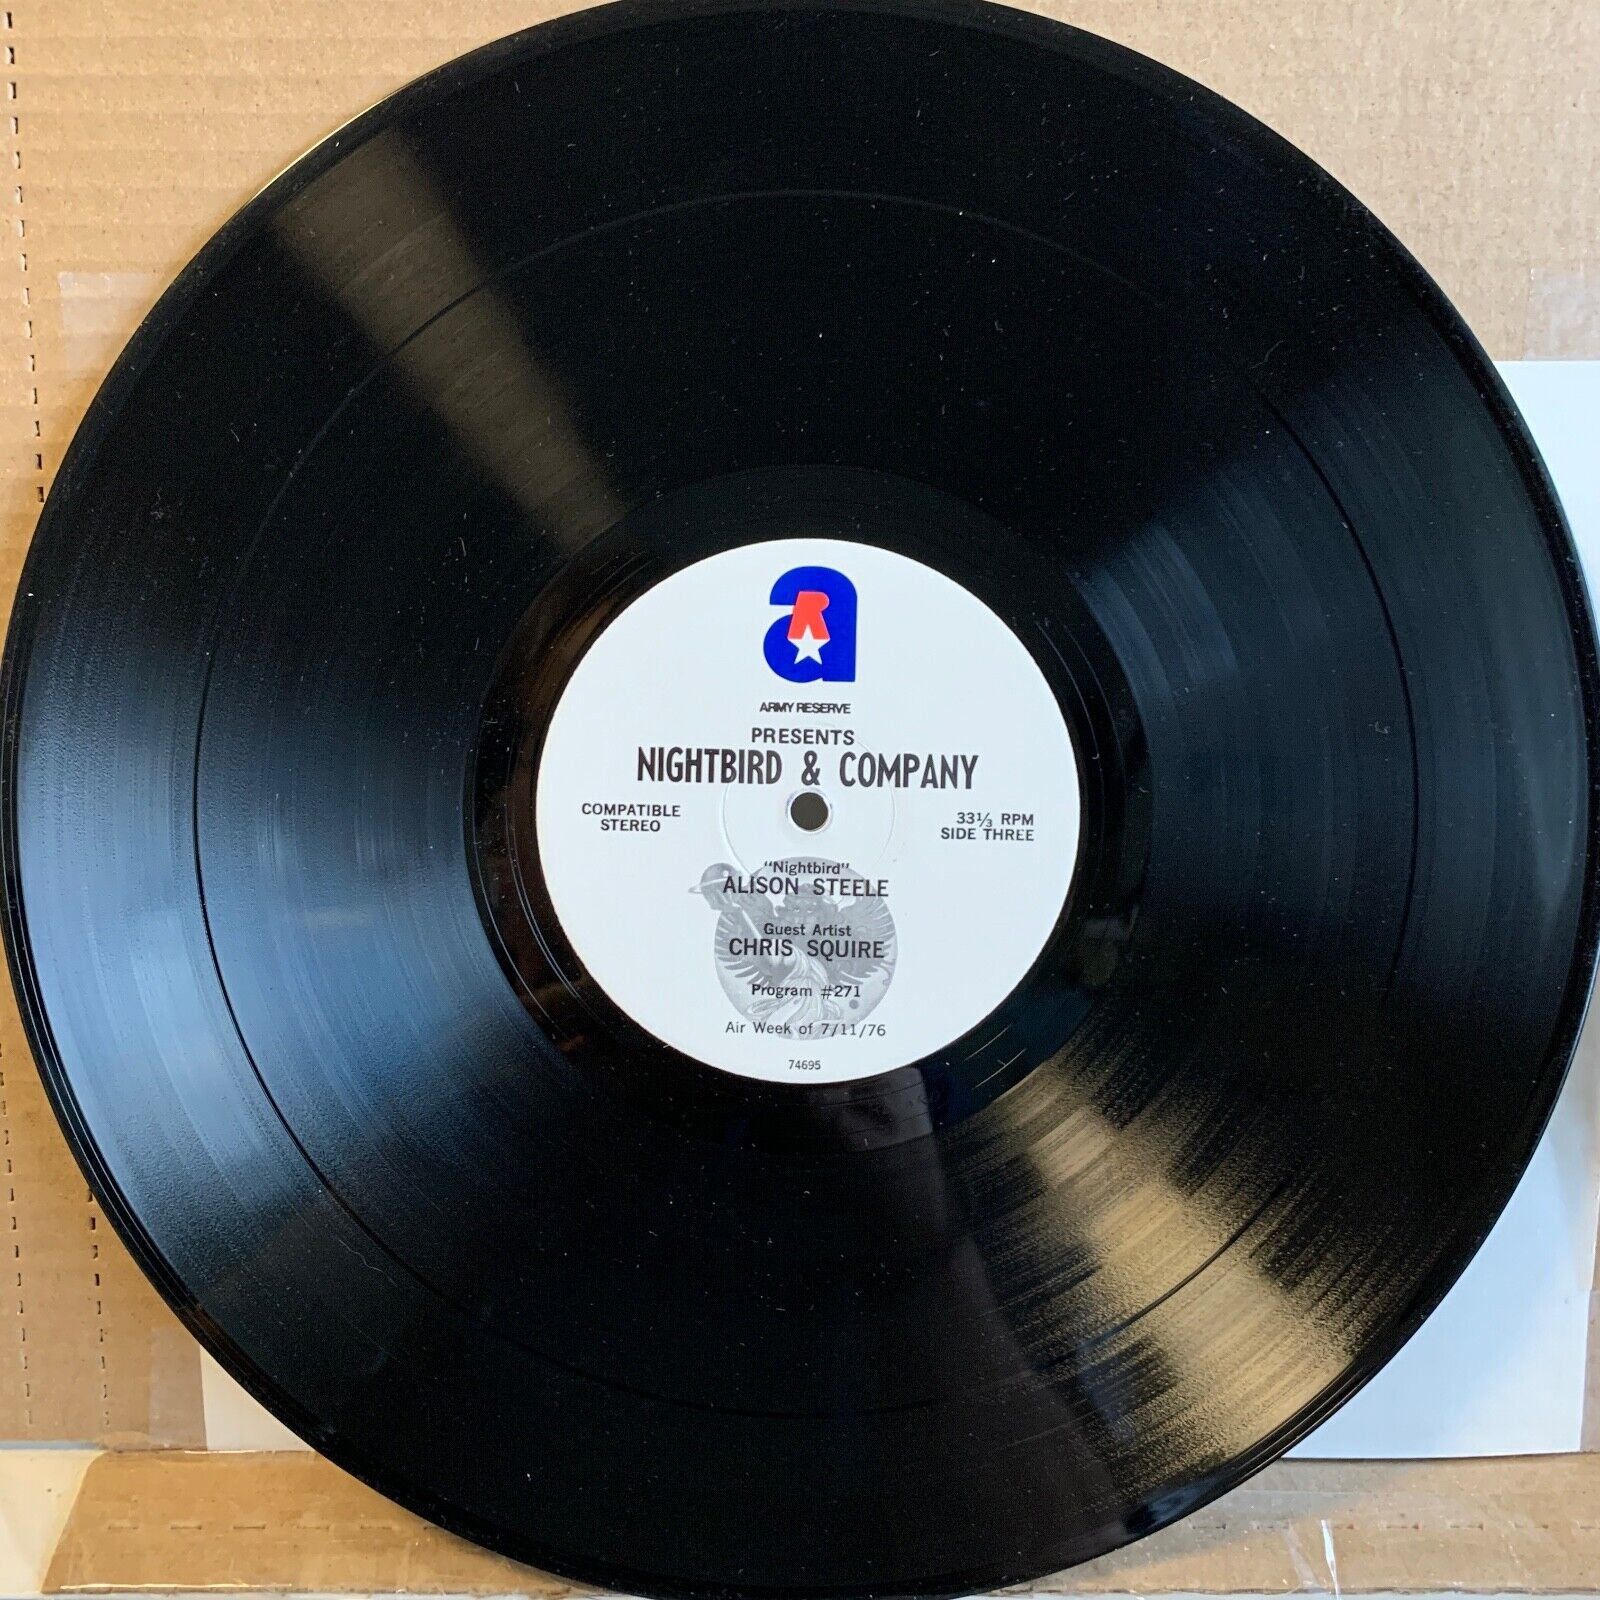 aR
ARMY RESERVE
PRESENTS
NIGHTBIRD & COMPANY
COMPATIBLE
STEREO
33⅓ RPM
SIDE THREE
"Nightbird"
ALISON STEELE
Guest Artist
CHRIS SQUIRE
Program #271
Air Week of 7/11/76
74695